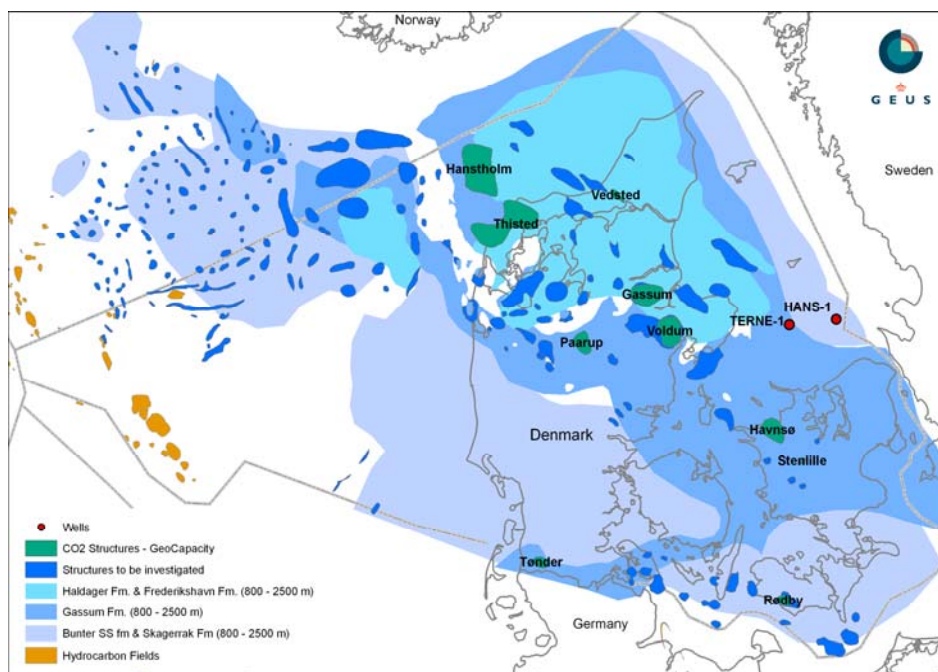 Norway
GEUS
Sweden
Hanstholm
Vedsted
Thisted
Gassum
HANS-1
TERNE-1
Voldum
Paarup
Havnsø
Denmark
Stenlille
Tønder
Rødby
Germany
Wells
CO2 Structures - GeoCapacity
Structures to be investigated
Haldager Fm. & Frederikshavn Fm. (800 - 2500 m)
Gassum Fm. (800 - 2500 m)
Bunter SS fm & Skagerrak Fm (800 - 2500 m)
Hydrocarbon Fields